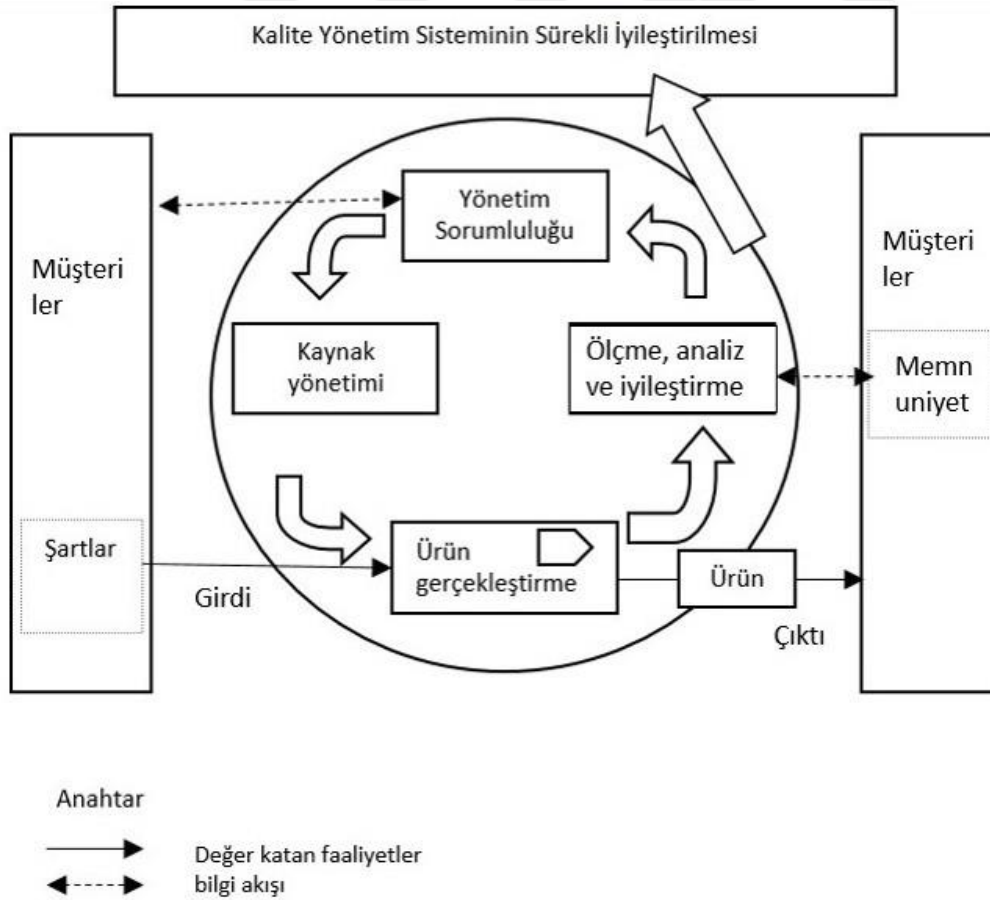 Kalite Yönetim Sisteminin Sürekli İyileştirilmesi
Müşteri
ler
Yönetim
Sorumluluğu
Müşteri
ler
Kaynak
yönetimi
Ölçme, analiz
ve iyileştirme
Memn
uniyet
Şartlar
Girdi
Ürün
gerçekleştirme
Ürün
Çıktı
Anahtar
Değer katan faaliyetler
bilgi akışı